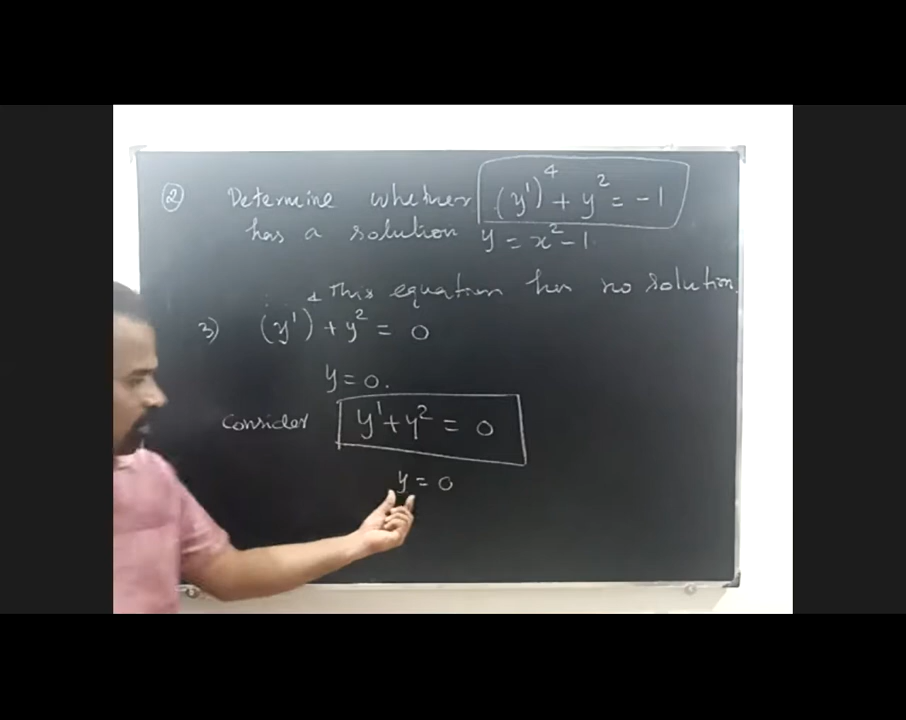 ② Determine whether (y')⁴ + y² = -1
has a solution y = x² - 1.
This equation has no solution.
3) (y')⁴ + y² = 0
y = 0.
Consider y' + y² = 0
y = 0